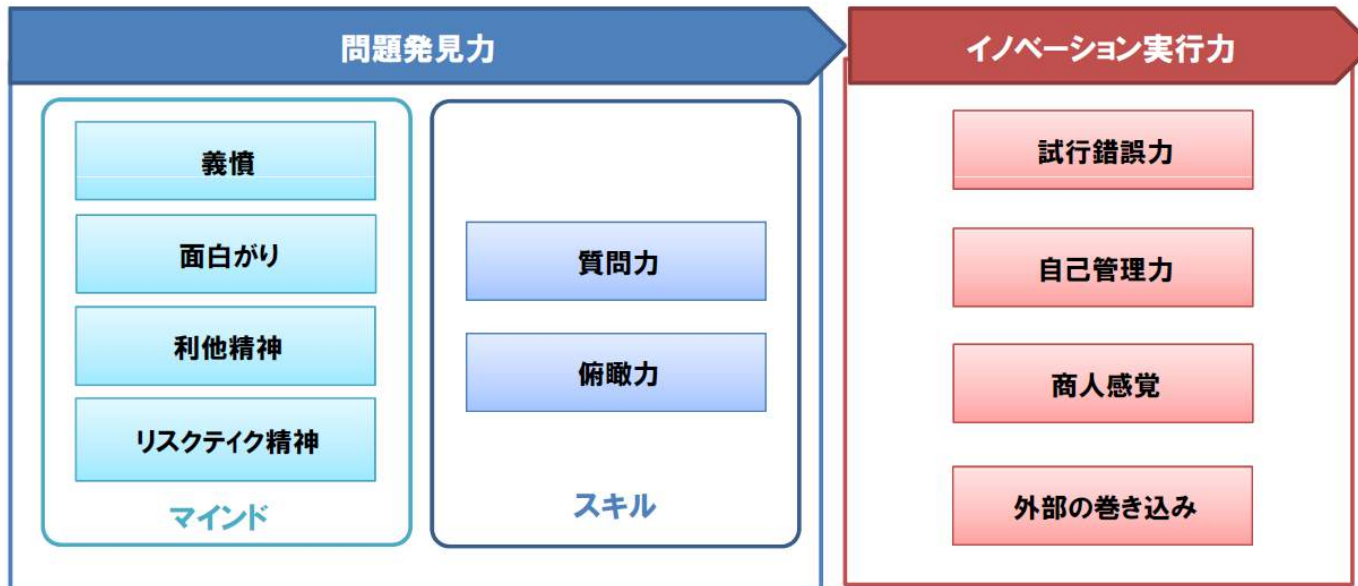 問題発見力
義憤
面白がり
利他精神
リスクテイク精神
マインド
質問力
俯瞰力
スキル
イノベーション実行力
試行錯誤力
自己管理力
商人感覚
外部の巻き込み